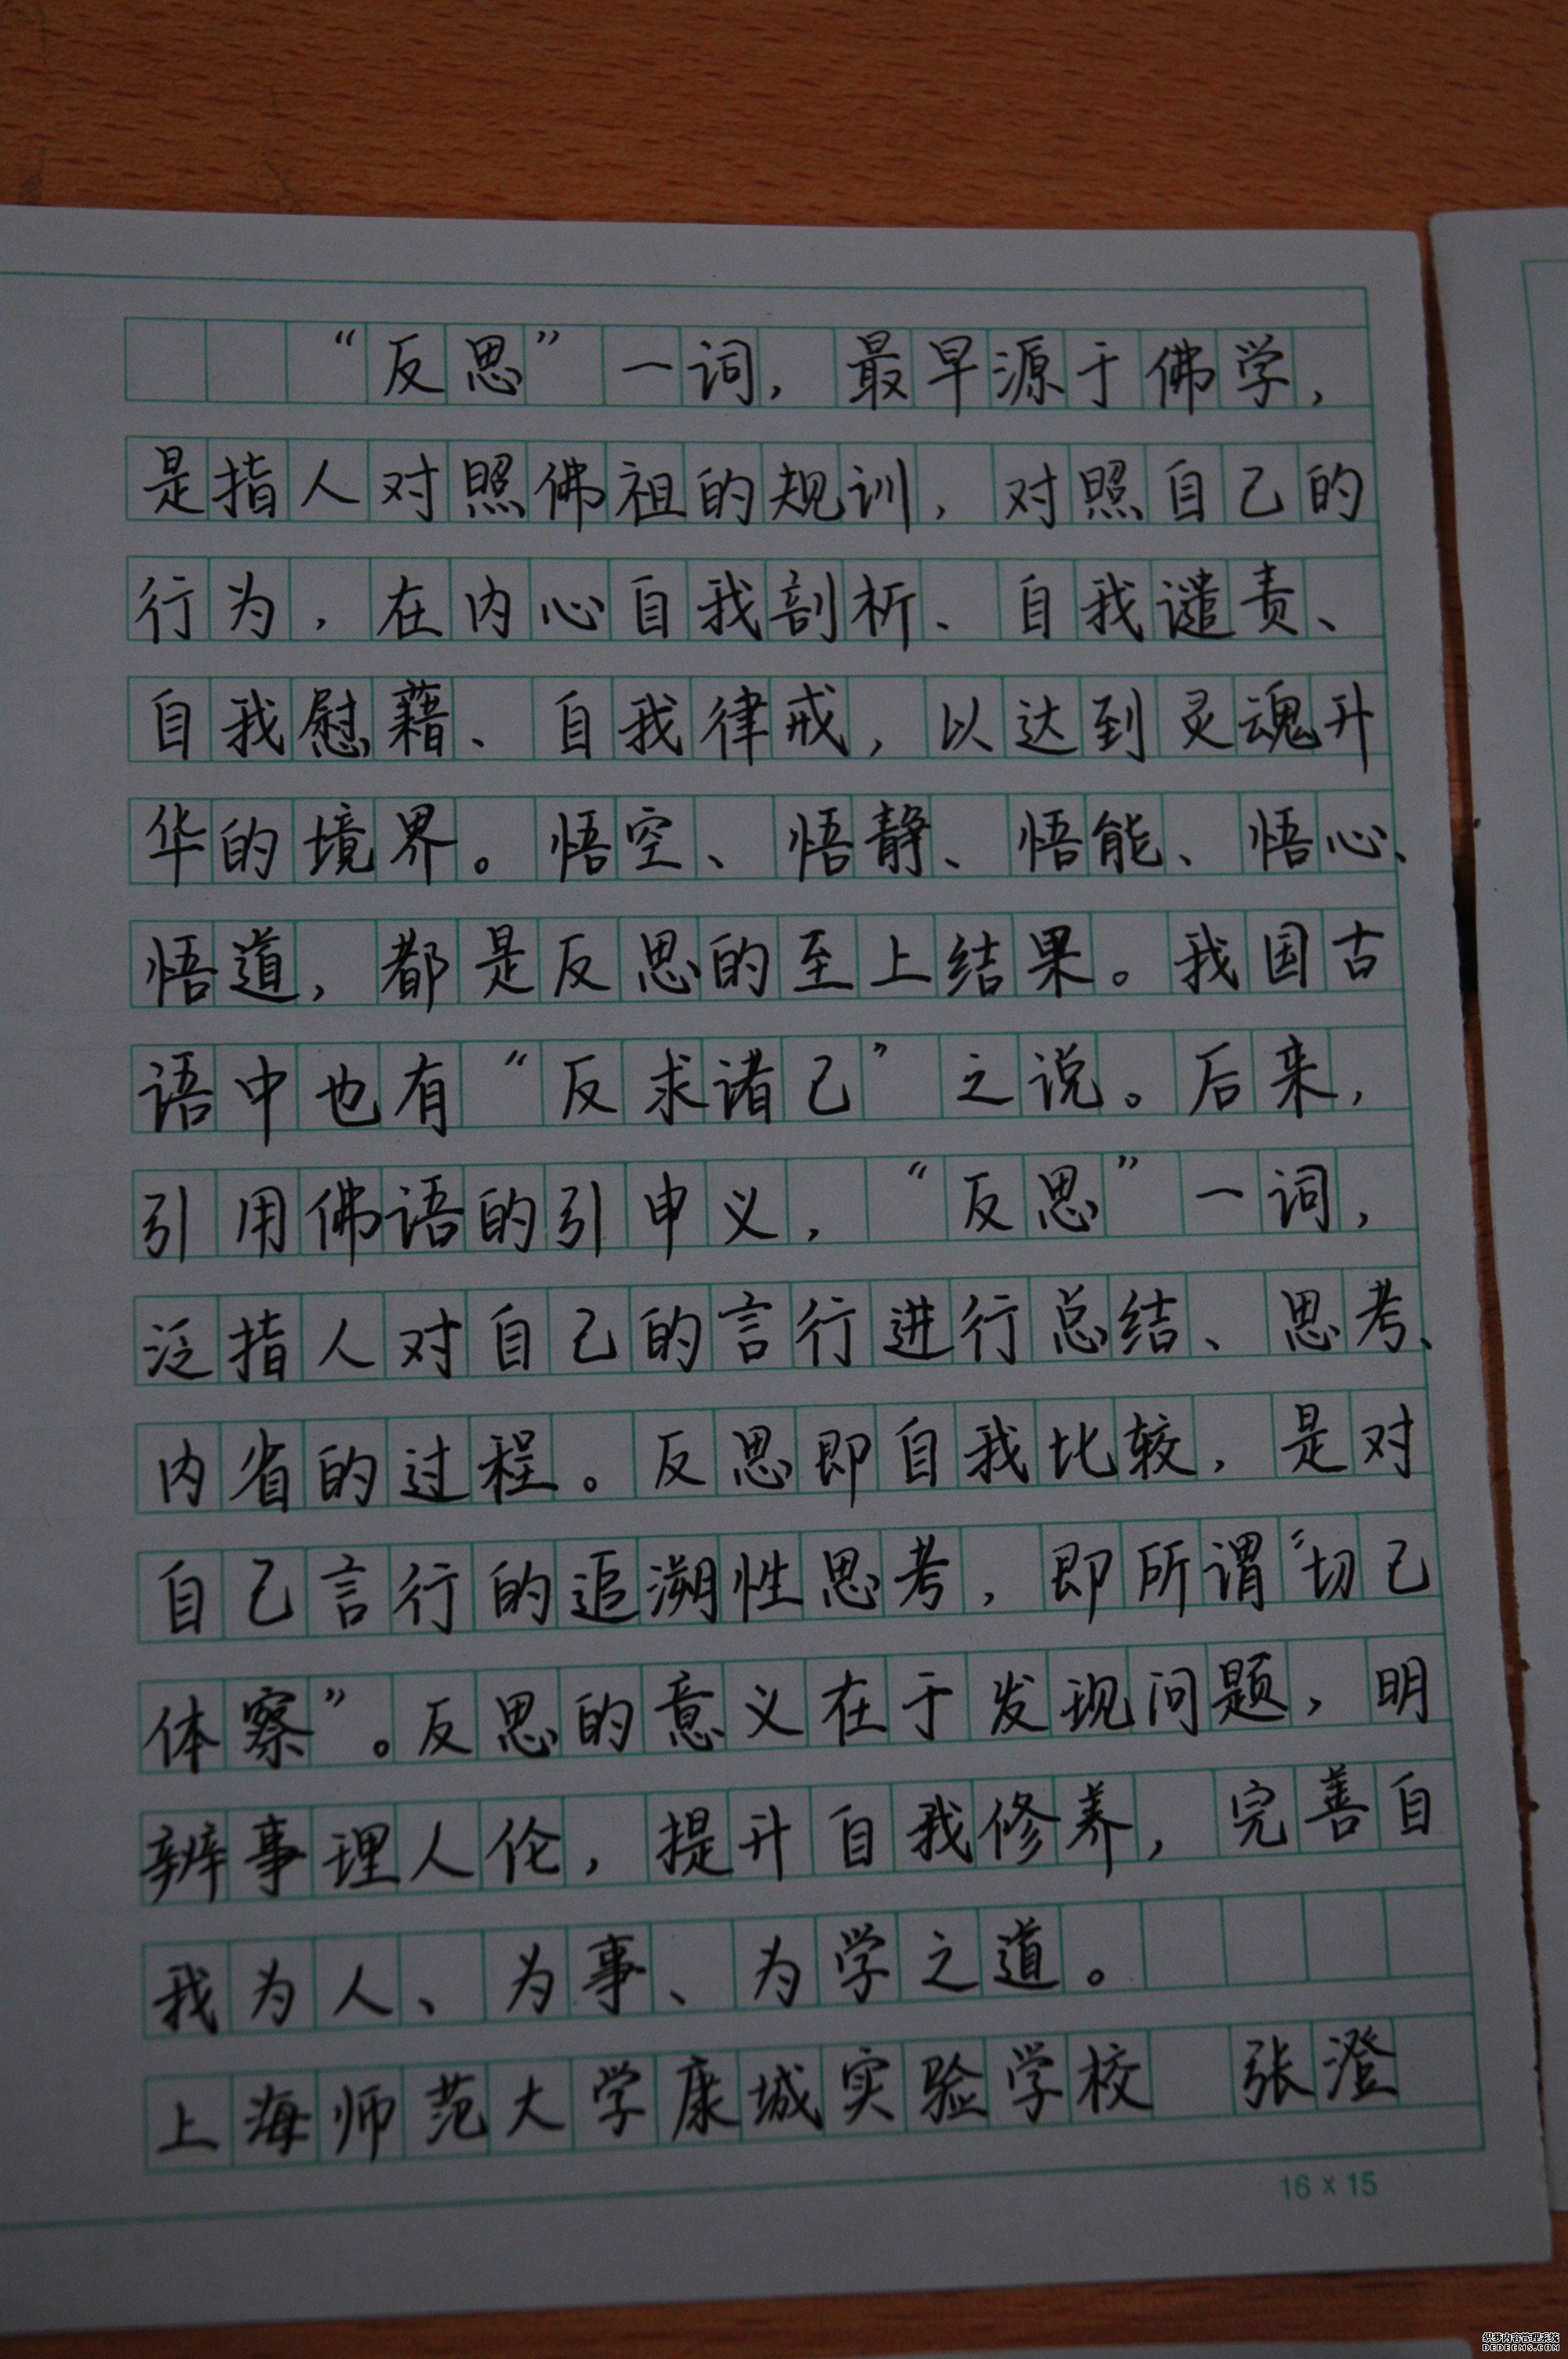 “反思”一词，最早源于佛学，
是指人对照佛祖的规训，对照自己的
行为，在内心自我剖析、自我谴责、
自我慰藉、自我律戒，以达到灵魂升
华的境界。悟空、悟静、悟能、悟心、
悟道，都是反思的至上结果。我国古
语中也有“反求诸己”之说。后来，
引用佛语的引申义，“反思”一词，
泛指人对自己的言行进行总结、思考、
内省的过程。反思即自我比较，是对
自己言行的追溯性思考，即所谓“切己
体察”。反思的意义在于发现问题，明
辨事理人伦，提升自我修养，完善自
我为人、为事、为学之道。
上海师范大学康城实验学校 张澄
16×15
织梦内容管理系统
DEDECMS.COM